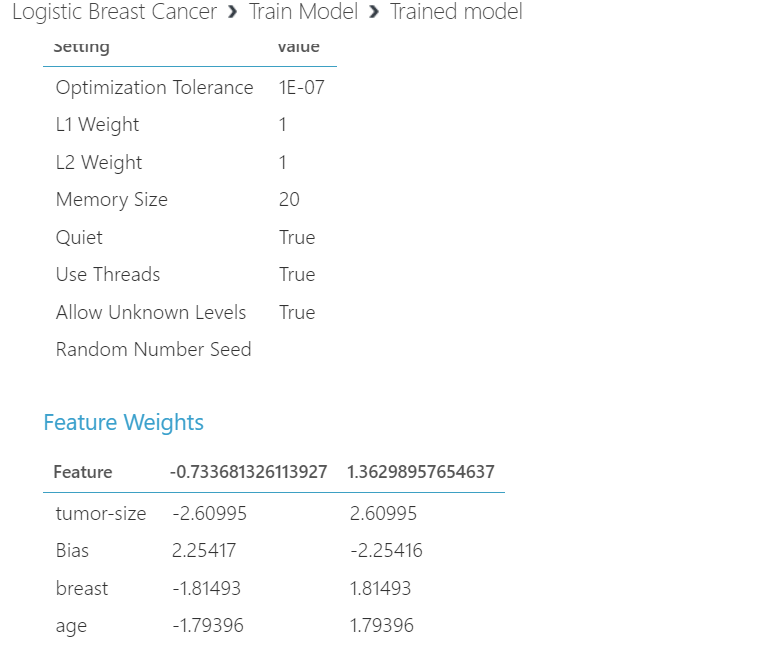 Logistic Breast Cancer › Train Model › Trained model
Setting Value
Optimization Tolerance 1E-07
L1 Weight 1
L2 Weight 1
Memory Size 20
Quiet True
Use Threads True
Allow Unknown Levels True
Random Number Seed
Feature Weights
Feature -0.733681326113927 1.36298957654637
tumor-size -2.60995 2.60995
Bias 2.25417 -2.25416
breast -1.81493 1.81493
age -1.79396 1.79396